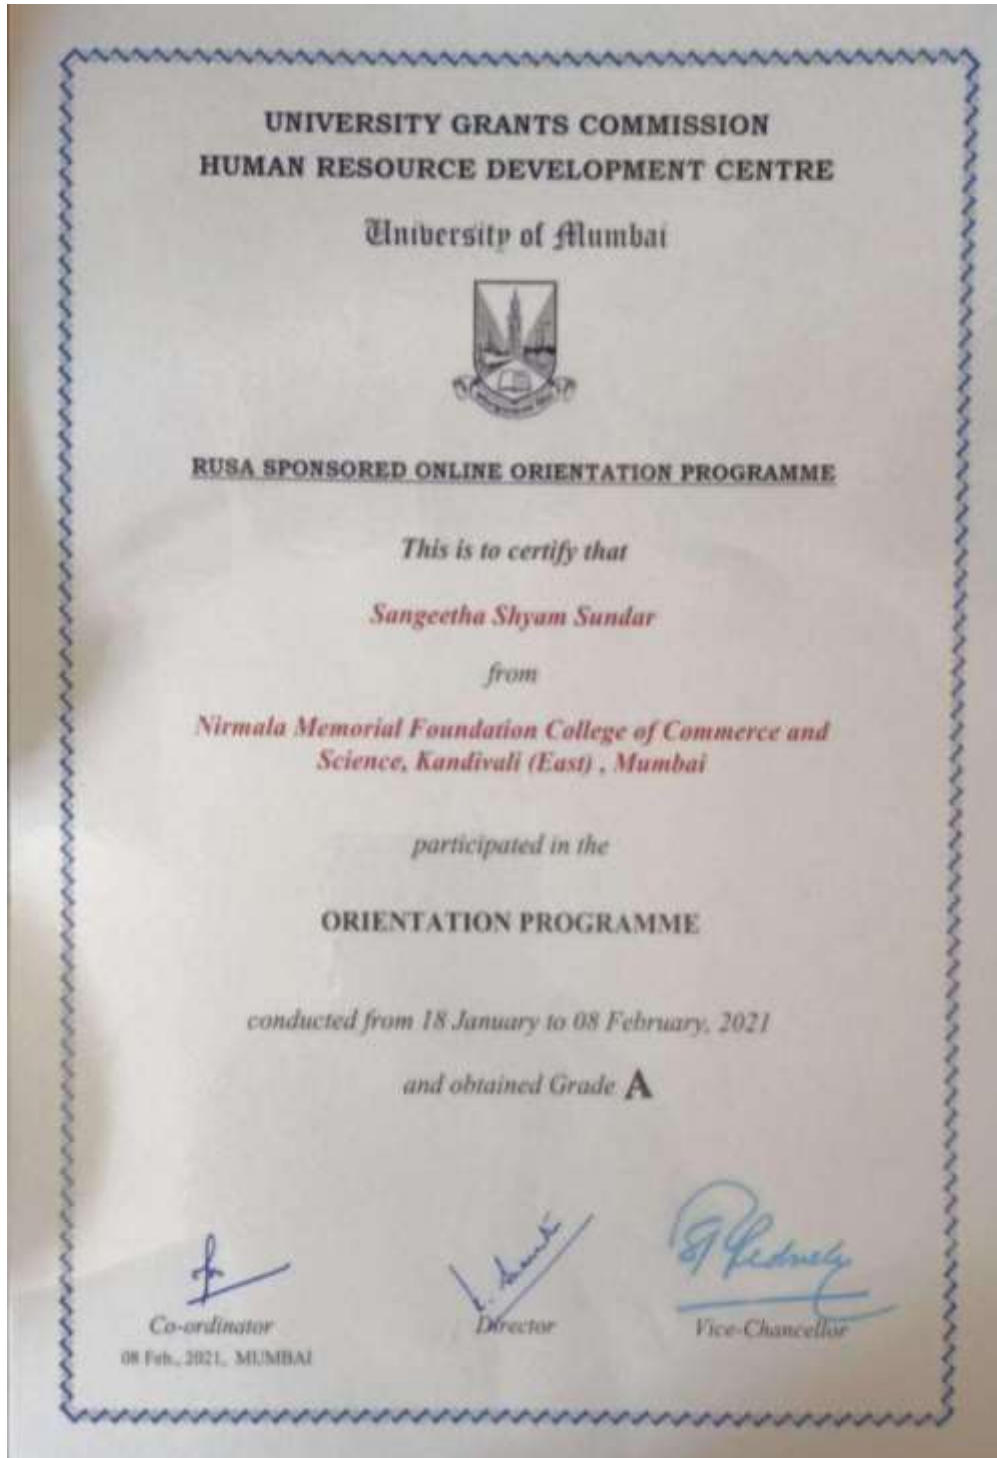 UNIVERSITY GRANTS COMMISSION
HUMAN RESOURCE DEVELOPMENT CENTRE
University of Mumbai
RUSA SPONSORED ONLINE ORIENTATION PROGRAMME
This is to certify that
Sangeetha Shyam Sundar
from
Nirmala Memorial Foundation College of Commerce and
Science, Kandivali (East) , Mumbai
participated in the
ORIENTATION PROGRAMME
conducted from 18 January to 08 February, 2021
and obtained Grade A
Co-ordinator
Director
Vice-Chancellor
08 Feb., 2021, MUMBAI